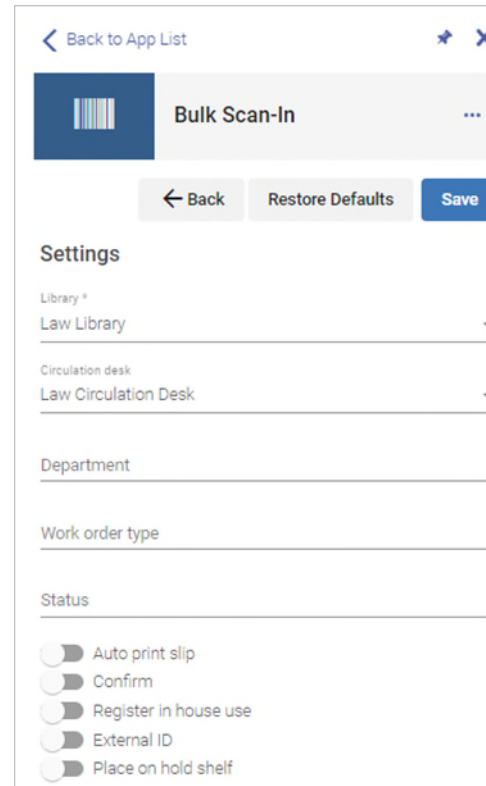 Back to App List
Bulk Scan-In
Back Restore Defaults Save
Settings
Library *
Law Library
Circulation desk
Law Circulation Desk
Department
Work order type
Status
Auto print slip
Confirm
Register in house use
External ID
Place on hold shelf